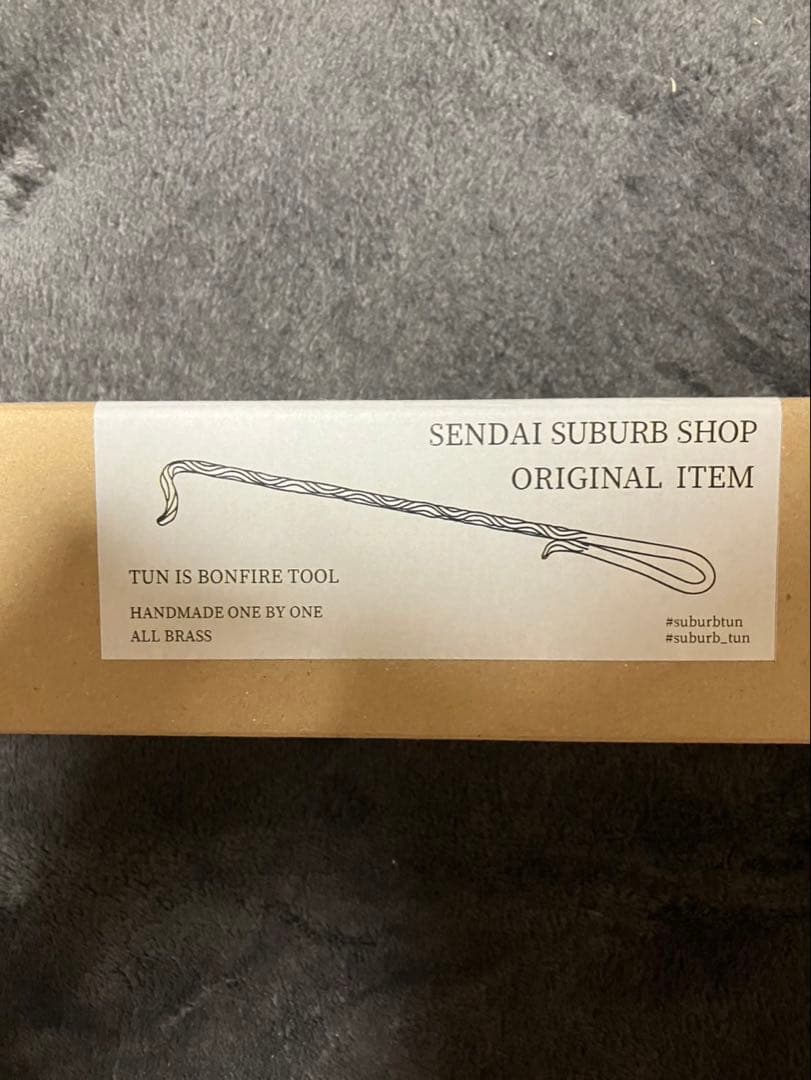 SENDAI SUBURB SHOP
ORIGINAL ITEM
TUN IS BONFIRE TOOL
HANDMADE ONE BY ONE
ALL BRASS
#suburbtun
#suburb_tun